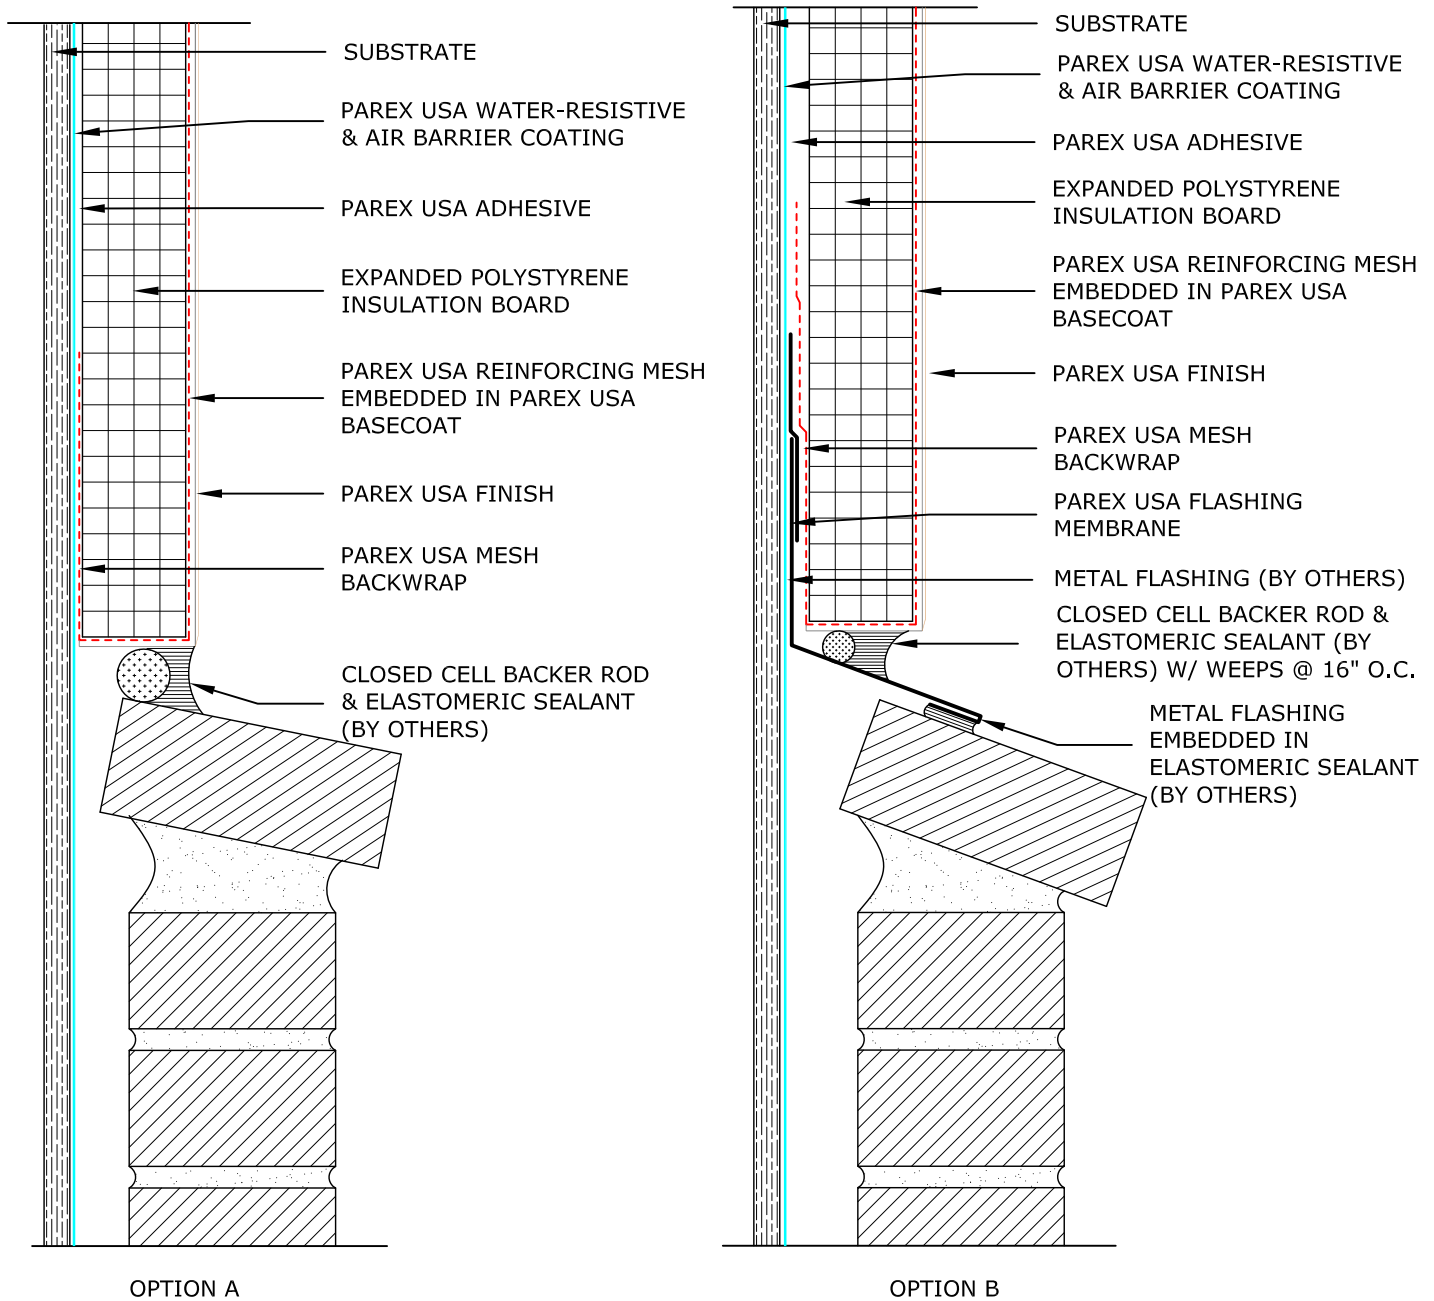 SUBSTRATE
PAREX USA WATER-RESISTIVE
& AIR BARRIER COATING
PAREX USA ADHESIVE
EXPANDED POLYSTYRENE
INSULATION BOARD
PAREX USA REINFORCING MESH
EMBEDDED IN PAREX USA
BASECOAT
PAREX USA FINISH
PAREX USA MESH
BACKWRAP
CLOSED CELL BACKER ROD
& ELASTOMERIC SEALANT
(BY OTHERS)
OPTION A
SUBSTRATE
PAREX USA WATER-RESISTIVE
& AIR BARRIER COATING
PAREX USA ADHESIVE
EXPANDED POLYSTYRENE
INSULATION BOARD
PAREX USA REINFORCING MESH
EMBEDDED IN PAREX USA
BASECOAT
PAREX USA FINISH
PAREX USA MESH
BACKWRAP
PAREX USA FLASHING
MEMBRANE
METAL FLASHING (BY OTHERS)
CLOSED CELL BACKER ROD &
ELASTOMERIC SEALANT (BY
OTHERS) W/ WEEPS @ 16" O.C.
METAL FLASHING
EMBEDDED IN
ELASTOMERIC SEALANT
(BY OTHERS)
OPTION B